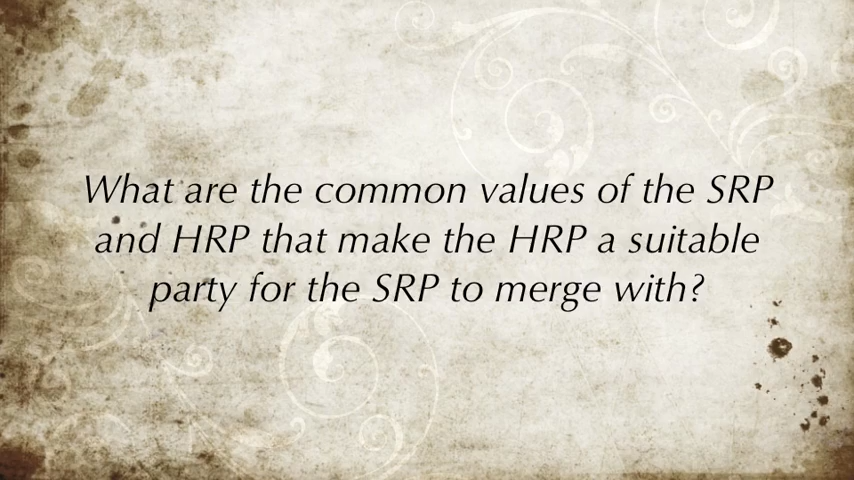 What are the common values of the SRP
and HRP that make the HRP a suitable
party for the SRP to merge with?